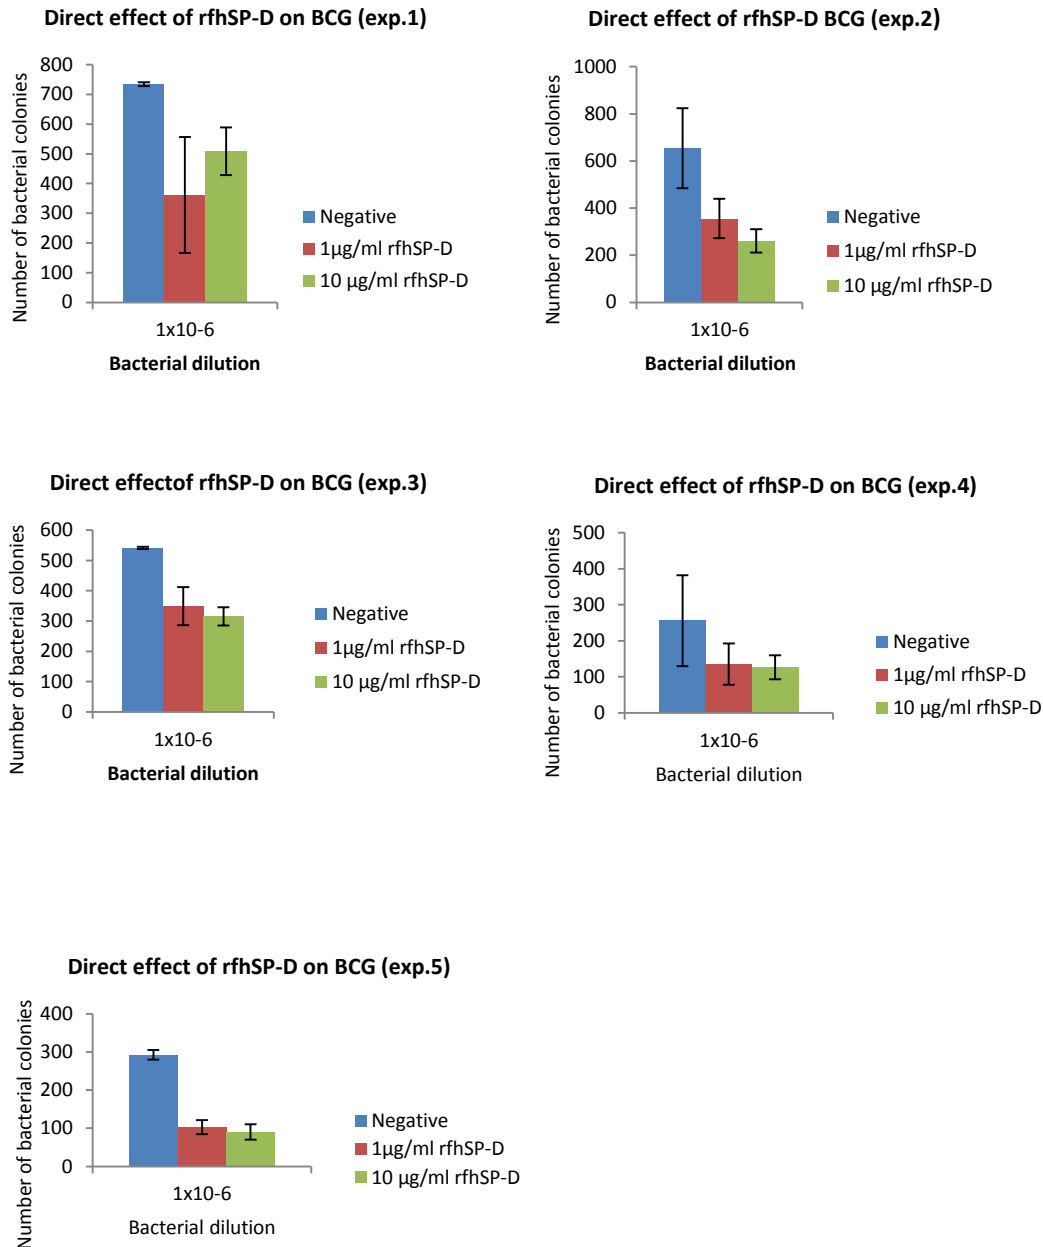 Direct effect of rfhSP-D on BCG (exp.1)
Number of bacterial colonies
800
700
600
500
400
300
200
100
0
1x10-6
Bacterial dilution
Negative
1µg/ml rfhSP-D
10 µg/ml rfhSP-D
Direct effect of rfhSP-D BCG (exp.2)
Number of bacterial colonies
1000
800
600
400
200
0
1x10-6
Bacterial dilution
Negative
1µg/ml rfhSP-D
10 µg/ml rfhSP-D
Direct effectof rfhSP-D on BCG (exp.3)
Number of bacterial colonies
600
500
400
300
200
100
0
1x10-6
Bacterial dilution
Negative
1µg/ml rfhSP-D
10 µg/ml rfhSP-D
Direct effect of rfhSP-D on BCG (exp.4)
Number of bacterial colonies
500
400
300
200
100
0
1x10-6
Bacterial dilution
Negative
1µg/ml rfhSP-D
10 µg/ml rfhSP-D
Direct effect of rfhSP-D on BCG (exp.5)
Number of bacterial colonies
400
300
200
100
0
1x10-6
Bacterial dilution
Negative
1µg/ml rfhSP-D
10 µg/ml rfhSP-D